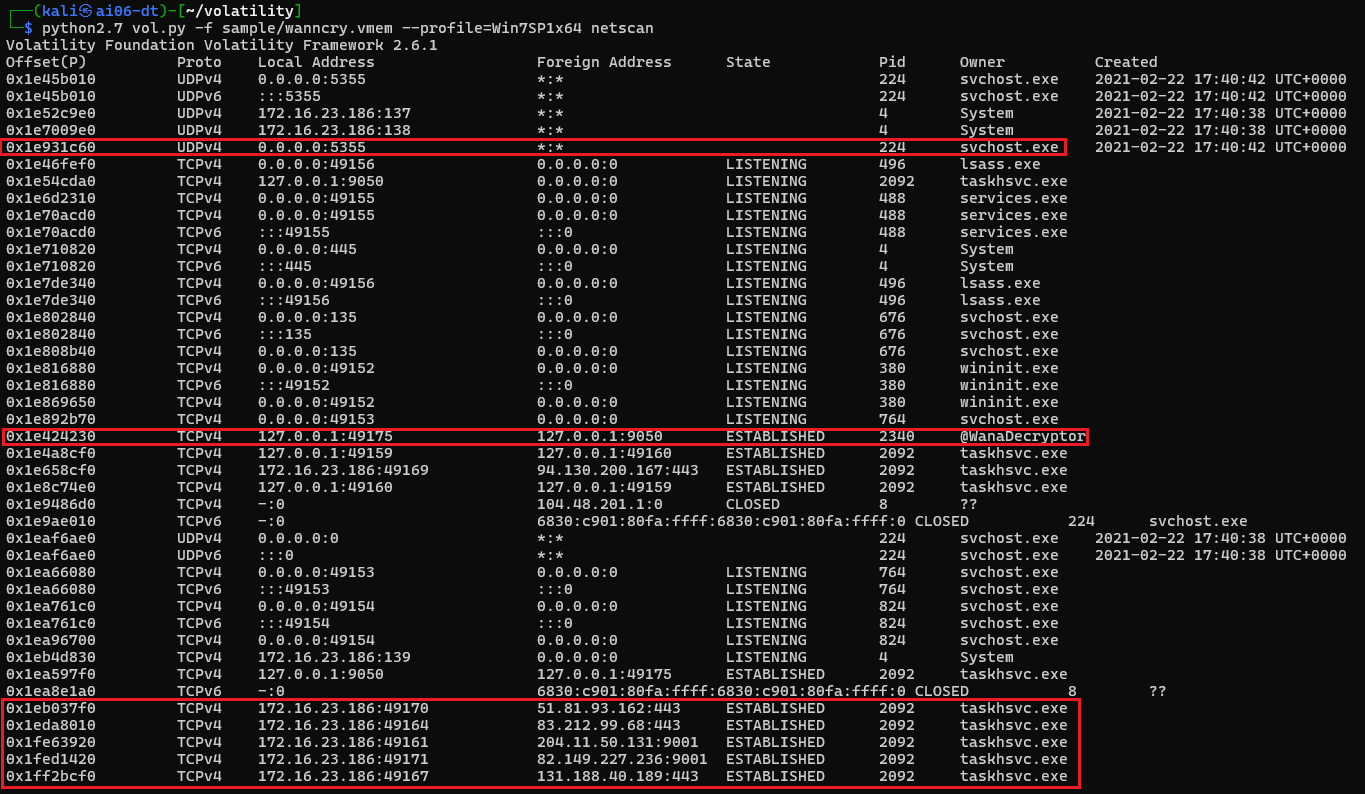 ┌──(kali㉿ai06-dt)-[~/volatility]
└─$ python2.7 vol.py -f sample/wanncry.vmem --profile=Win7SP1x64 netscan
Volatility Foundation Volatility Framework 2.6.1
Offset(P) Proto Local Address Foreign Address State Pid Owner Created
0x1e45b010 UDPv4 0.0.0.0:5355 *:* 224 svchost.exe 2021-02-22 17:40:42 UTC+0000
0x1e45b010 UDPv6 :::5355 *:* 224 svchost.exe 2021-02-22 17:40:42 UTC+0000
0x1e52c9e0 UDPv4 172.16.23.186:137 *:* 4 System 2021-02-22 17:40:38 UTC+0000
0x1e7009e0 UDPv4 172.16.23.186:138 *:* 4 System 2021-02-22 17:40:38 UTC+0000
0x1e931c60 UDPv4 0.0.0.0:5355 *:* 224 svchost.exe 2021-02-22 17:40:42 UTC+0000
0x1e46fef0 TCPv4 0.0.0.0:49156 0.0.0.0:0 LISTENING 496 lsass.exe
0x1e54cda0 TCPv4 127.0.0.1:9050 0.0.0.0:0 LISTENING 2092 taskhsvc.exe
0x1e6d2310 TCPv4 0.0.0.0:49155 0.0.0.0:0 LISTENING 488 services.exe
0x1e70acd0 TCPv4 0.0.0.0:49155 0.0.0.0:0 LISTENING 488 services.exe
0x1e70acd0 TCPv6 :::49155 :::0 LISTENING 488 services.exe
0x1e710820 TCPv4 0.0.0.0:445 0.0.0.0:0 LISTENING 4 System
0x1e710820 TCPv6 :::445 :::0 LISTENING 4 System
0x1e7de340 TCPv4 0.0.0.0:49156 0.0.0.0:0 LISTENING 496 lsass.exe
0x1e7de340 TCPv6 :::49156 :::0 LISTENING 496 lsass.exe
0x1e802840 TCPv4 0.0.0.0:135 0.0.0.0:0 LISTENING 676 svchost.exe
0x1e802840 TCPv6 :::135 :::0 LISTENING 676 svchost.exe
0x1e808b40 TCPv4 0.0.0.0:135 0.0.0.0:0 LISTENING 676 svchost.exe
0x1e816880 TCPv4 0.0.0.0:49152 0.0.0.0:0 LISTENING 380 wininit.exe
0x1e816880 TCPv6 :::49152 :::0 LISTENING 380 wininit.exe
0x1e869650 TCPv4 0.0.0.0:49152 0.0.0.0:0 LISTENING 380 wininit.exe
0x1e892b70 TCPv4 0.0.0.0:49153 0.0.0.0:0 LISTENING 764 svchost.exe
0x1e424230 TCPv4 127.0.0.1:49175 127.0.0.1:9050 ESTABLISHED 2340 @WanaDecryptor
0x1e4a8cf0 TCPv4 127.0.0.1:49159 127.0.0.1:49160 ESTABLISHED 2092 taskhsvc.exe
0x1e658cf0 TCPv4 172.16.23.186:49169 94.130.200.167:443 ESTABLISHED 2092 taskhsvc.exe
0x1e8c74e0 TCPv4 127.0.0.1:49160 127.0.0.1:49159 ESTABLISHED 2092 taskhsvc.exe
0x1e9486d0 TCPv4 -:0 104.48.201.1:0 CLOSED 8 ??
0x1e9ae010 TCPv6 -:0 6830:c901:80fa:ffff:6830:c901:80fa:ffff:0 CLOSED 224 svchost.exe
0x1eaf6ae0 UDPv4 0.0.0.0:0 *:* 224 svchost.exe 2021-02-22 17:40:38 UTC+0000
0x1eaf6ae0 UDPv6 :::0 *:* 224 svchost.exe 2021-02-22 17:40:38 UTC+0000
0x1ea66080 TCPv4 0.0.0.0:49153 0.0.0.0:0 LISTENING 764 svchost.exe
0x1ea66080 TCPv6 :::49153 :::0 LISTENING 764 svchost.exe
0x1ea761c0 TCPv4 0.0.0.0:49154 0.0.0.0:0 LISTENING 824 svchost.exe
0x1ea761c0 TCPv6 :::49154 :::0 LISTENING 824 svchost.exe
0x1ea96700 TCPv4 0.0.0.0:49154 0.0.0.0:0 LISTENING 824 svchost.exe
0x1eb4d830 TCPv4 172.16.23.186:139 0.0.0.0:0 LISTENING 4 System
0x1ea597f0 TCPv4 127.0.0.1:9050 127.0.0.1:49175 ESTABLISHED 2092 taskhsvc.exe
0x1ea8e1a0 TCPv6 -:0 6830:c901:80fa:ffff:6830:c901:80fa:ffff:0 CLOSED 8 ??
0x1eb037f0 TCPv4 172.16.23.186:49170 51.81.93.162:443 ESTABLISHED 2092 taskhsvc.exe
0x1eda8010 TCPv4 172.16.23.186:49164 83.212.99.68:443 ESTABLISHED 2092 taskhsvc.exe
0x1fe63920 TCPv4 172.16.23.186:49161 204.11.50.131:9001 ESTABLISHED 2092 taskhsvc.exe
0x1fed1420 TCPv4 172.16.23.186:49171 82.149.227.236:9001 ESTABLISHED 2092 taskhsvc.exe
0x1ff2bcf0 TCPv4 172.16.23.186:49167 131.188.40.189:443 ESTABLISHED 2092 taskhsvc.exe